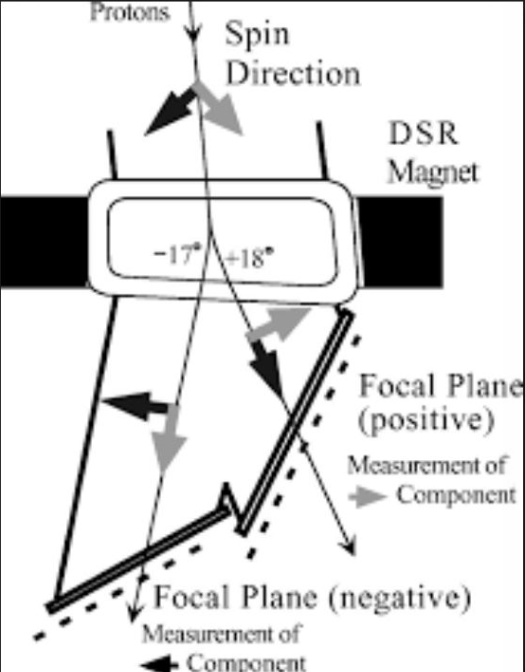 Protons
Spin
Direction
DSR
Magnet
−17° +18°
Focal Plane
(positive)
Measurement of
Component
Focal Plane (negative)
Measurement of
Component